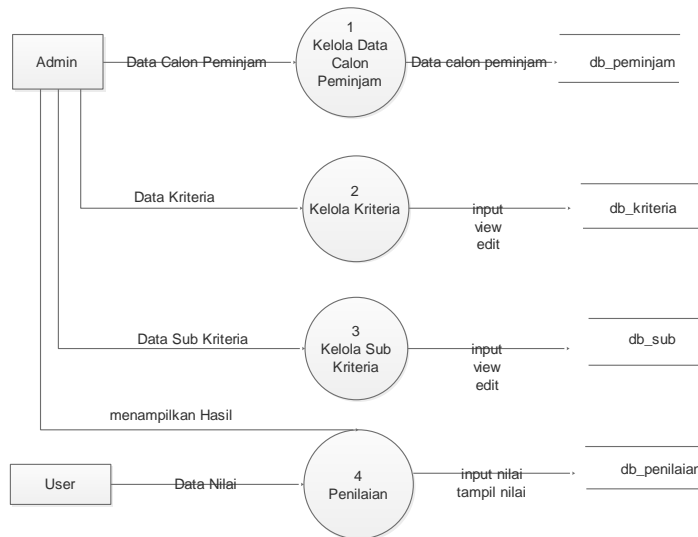 1
Kelola Data
Calon
Peminjam
Admin
Data Calon Peminjam
Data calon peminjam
db_peminjam
Data Kriteria
2
Kelola Kriteria
input
view
edit
db_kriteria
Data Sub Kriteria
3
Kelola Sub
Kriteria
input
view
edit
db_sub
menampilkan Hasil
User
Data Nilai
4
Penilaian
input nilai
tampil nilai
db_penilaian